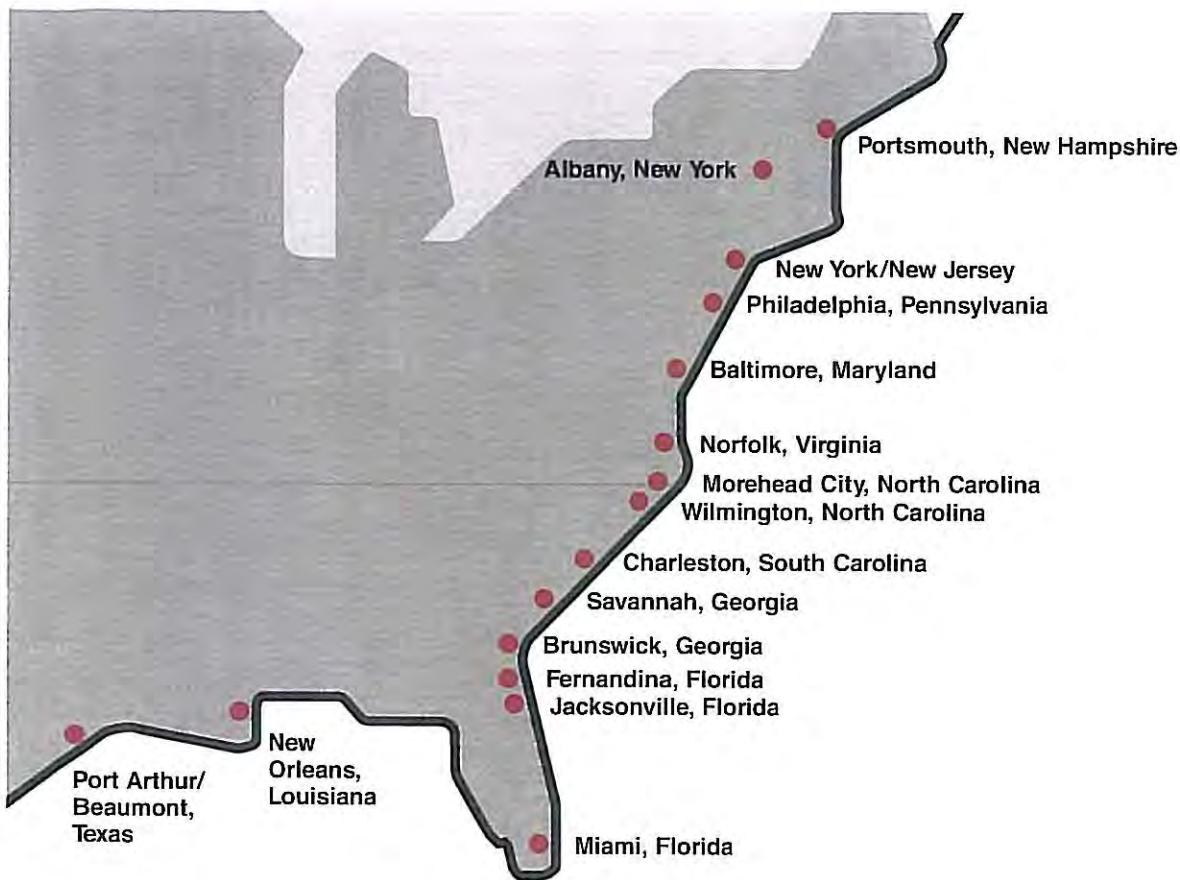 Portsmouth, New Hampshire
Albany, New York
New York/New Jersey
Philadelphia, Pennsylvania
Baltimore, Maryland
Norfolk, Virginia
Morehead City, North Carolina
Wilmington, North Carolina
Charleston, South Carolina
Savannah, Georgia
Brunswick, Georgia
Fernandina, Florida
Jacksonville, Florida
New
Orleans,
Louisiana
Port Arthur/
Beaumont,
Texas
Miami, Florida